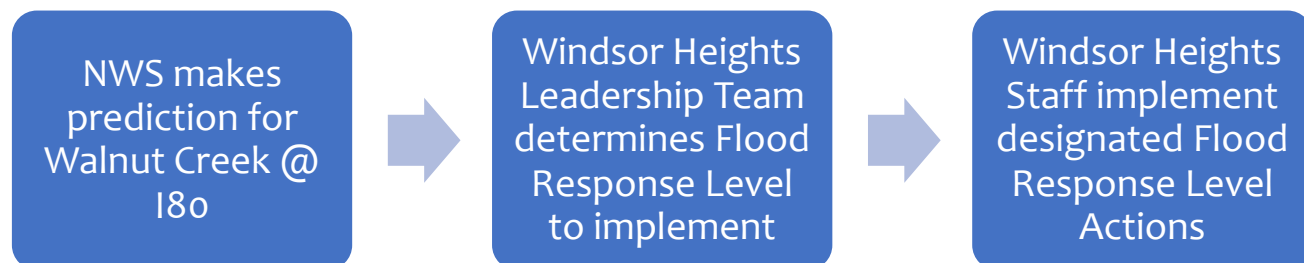 NWS makes
prediction for
Walnut Creek @
I80
Windsor Heights
Leadership Team
determines Flood
Response Level
to implement
Windsor Heights
Staff implement
designated Flood
Response Level
Actions